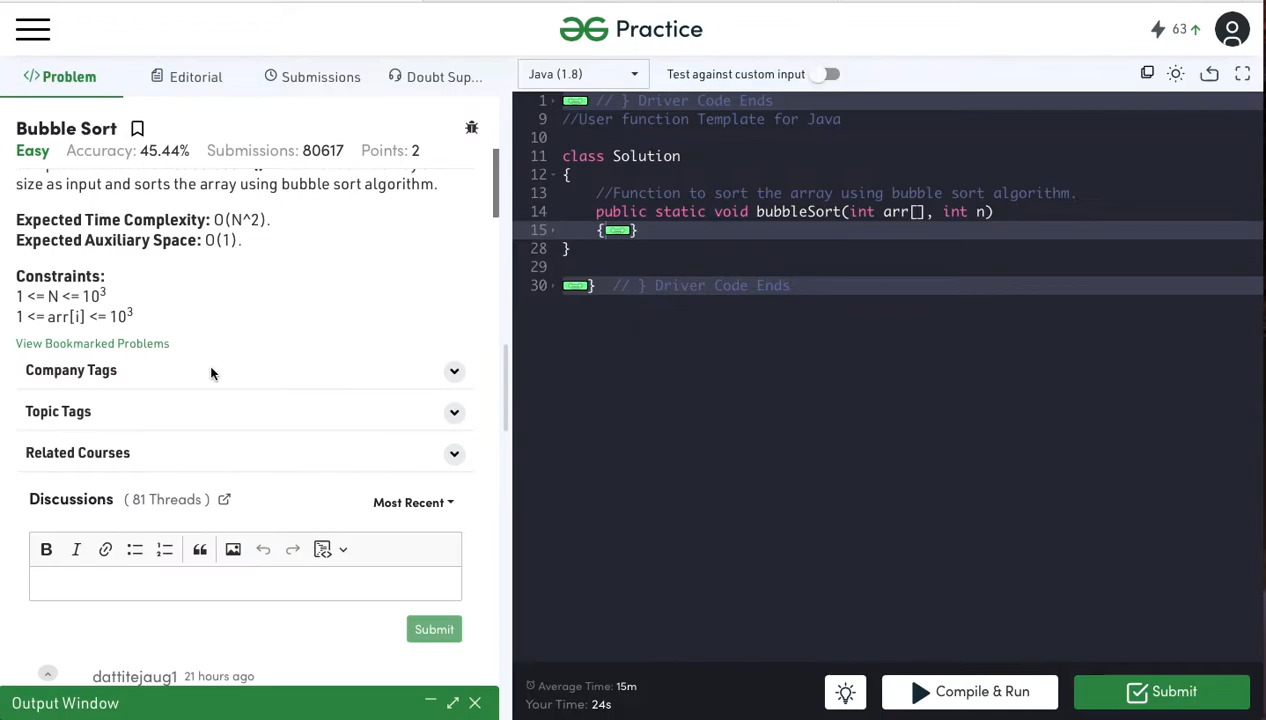 Practice
63
Problem
Editorial
Submissions
Doubt Sup...
Bubble Sort
Easy Accuracy: 45.44% Submissions: 80617 Points: 2
size as input and sorts the array using bubble sort algorithm.
Expected Time Complexity: O(N^2).
Expected Auxiliary Space: O(1).
Constraints:
1 <= N <= 10³
1 <= arr[i] <= 10³
View Bookmarked Problems
Company Tags
Topic Tags
Related Courses
Discussions ( 81 Threads )
Most Recent
B I
Submit
dattitejaug1 21 hours ago
Output Window
Java (1.8)
Test against custom input
1 // } Driver Code Ends
9 //User function Template for Java
10
11 class Solution
12 {
13 //Function to sort the array using bubble sort algorithm.
14 public static void bubbleSort(int arr[], int n)
15 { }
28 }
29
30 } // } Driver Code Ends
Average Time: 15m
Your Time: 24s
Compile & Run
Submit